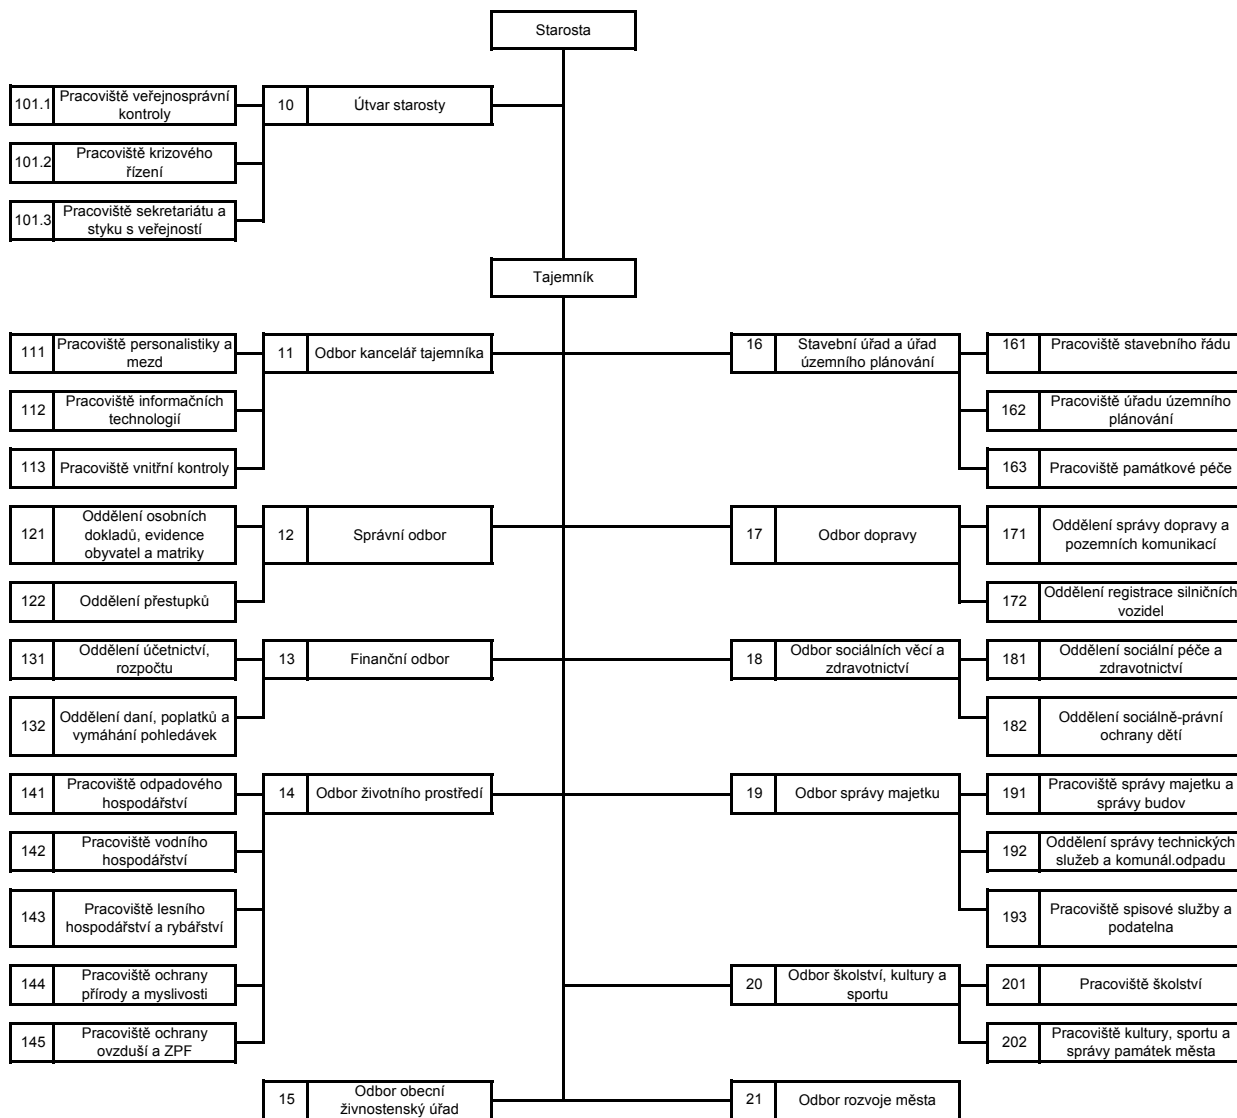 Starosta
101.1
Pracoviště veřejnosprávní
kontroly
10
Útvar starosty
101.2
Pracoviště krizového
řízení
101.3
Pracoviště sekretariátu a
styku s veřejností
Tajemník
111
Pracoviště personalistiky a
mezd
11
Odbor kancelář tajemníka
16
Stavební úřad a úřad
územního plánování
161
Pracoviště stavebního řádu
112
Pracoviště informačních
technologií
162
Pracoviště úřadu územního
plánování
113
Pracoviště vnitřní kontroly
163
Pracoviště památkové péče
121
Oddělení osobních
dokladů, evidence
obyvatel a matriky
12
Správní odbor
17
Odbor dopravy
171
Oddělení správy dopravy a
pozemních komunikací
122
Oddělení přestupků
172
Oddělení registrace silničních
vozidel
131
Oddělení účetnictví,
rozpočtu
13
Finanční odbor
18
Odbor sociálních věcí a
zdravotnictví
181
Oddělení sociální péče a
zdravotnictví
132
Oddělení daní, poplatků a
vymáhání pohledávek
182
Oddělení sociálně-právní
ochrany dětí
141
Pracoviště odpadového
hospodářství
14
Odbor životního prostředí
19
Odbor správy majetku
191
Pracoviště správy majetku a
správy budov
142
Pracoviště vodního
hospodářství
192
Oddělení správy technických
služeb a komunál.odpadu
143
Pracoviště lesního
hospodářství a rybářství
193
Pracoviště spisové služby a
podatelna
144
Pracoviště ochrany
přírody a myslivosti
20
Odbor školství, kultury a
sportu
201
Pracoviště školství
145
Pracoviště ochrany
ovzduší a ZPF
202
Pracoviště kultury, sportu a
správy památek města
15
Odbor obecní
živnostenský úřad
21
Odbor rozvoje města